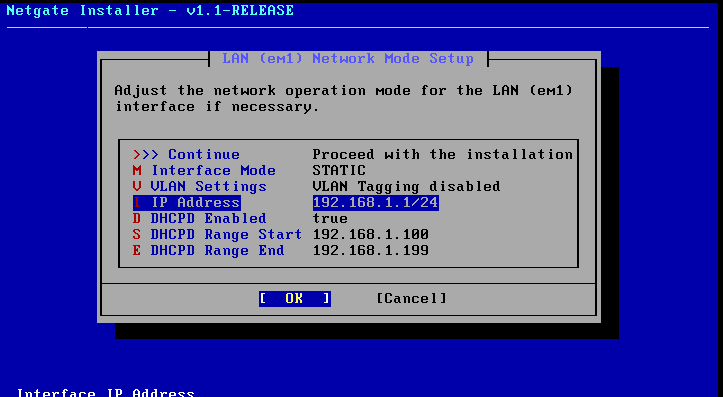 Netgate Installer - v1.1-RELEASE
LAN (em1) Network Mode Setup
Adjust the network operation mode for the LAN (em1)
interface if necessary.
>>> Continue Proceed with the installation
M Interface Mode STATIC
V VLAN Settings VLAN Tagging disabled
I IP Address 192.168.1.1/24
D DHCPD Enabled true
S DHCPD Range Start 192.168.1.100
E DHCPD Range End 192.168.1.199
[ OK ] [Cancel]
Interface IP Address